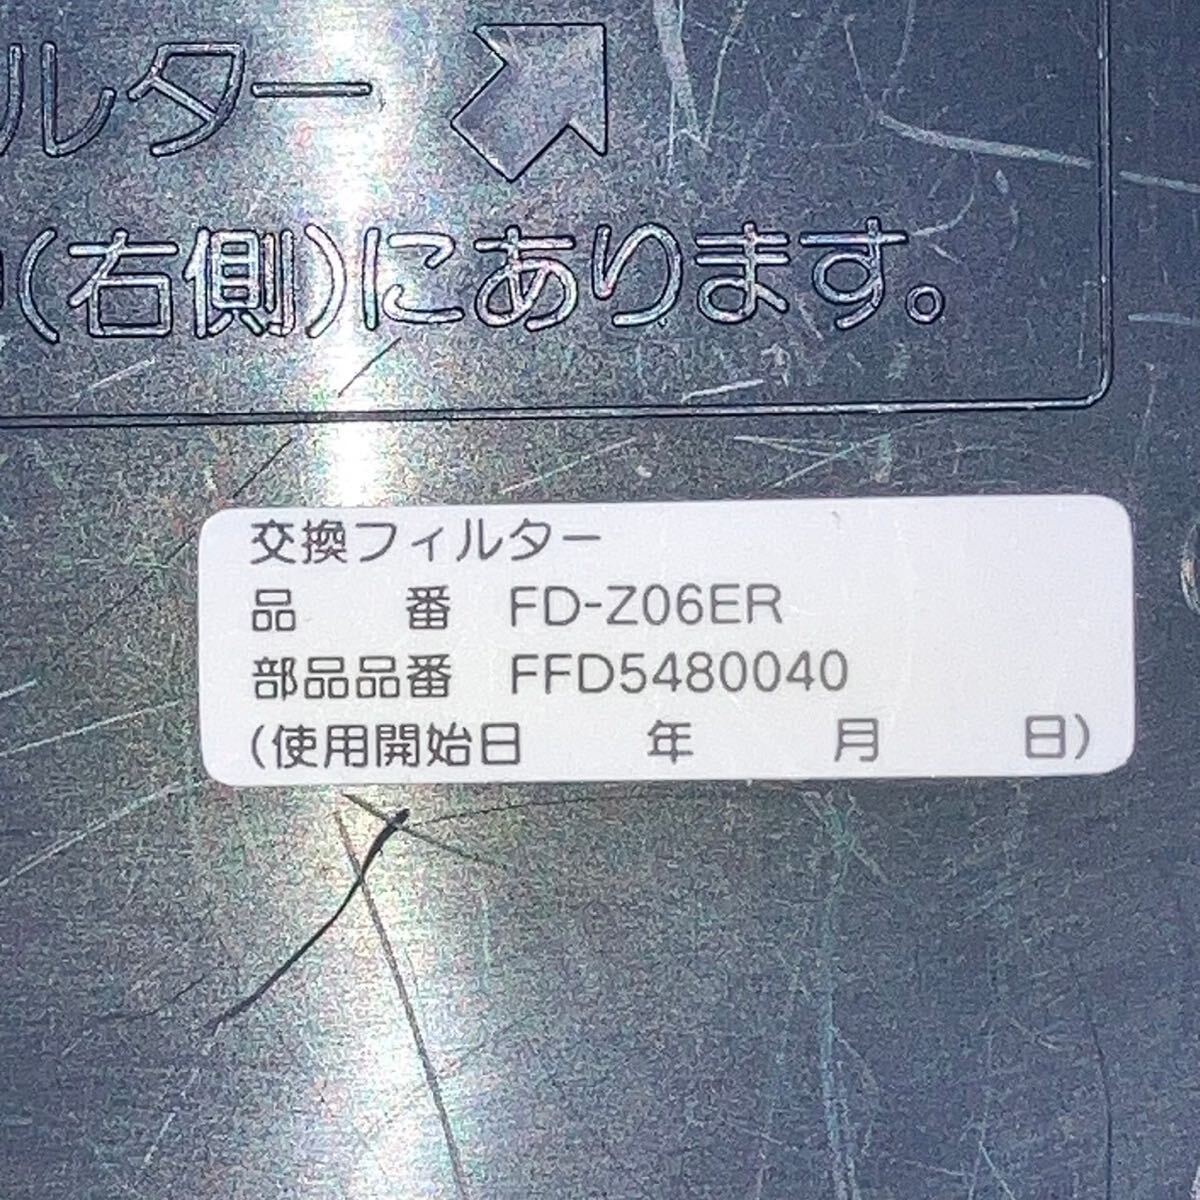 ルター
(右側)にあります。
交換フィルター
品　　番　FD-Z06ER
部品品番　FFD5480040
(使用開始日　　年　　月　　日)